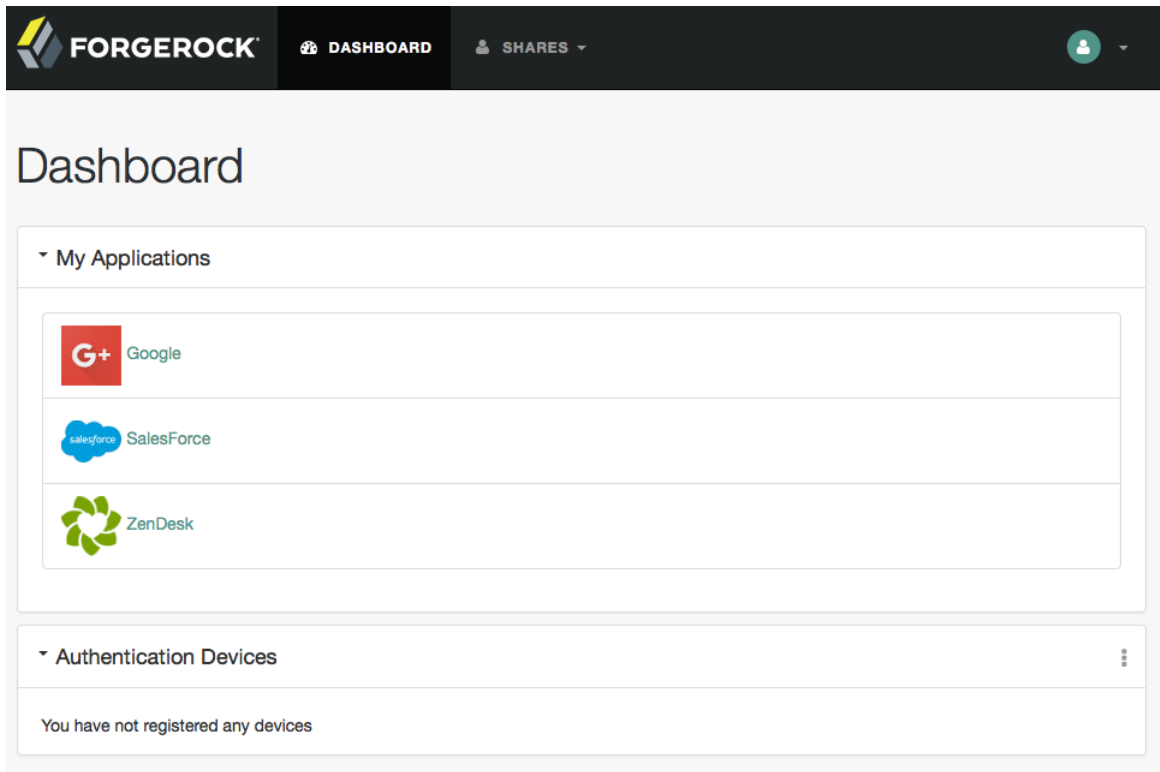 FORGEROCK
DASHBOARD
SHARES
Dashboard
My Applications
G+ Google
salesforce SalesForce
ZenDesk
Authentication Devices
You have not registered any devices